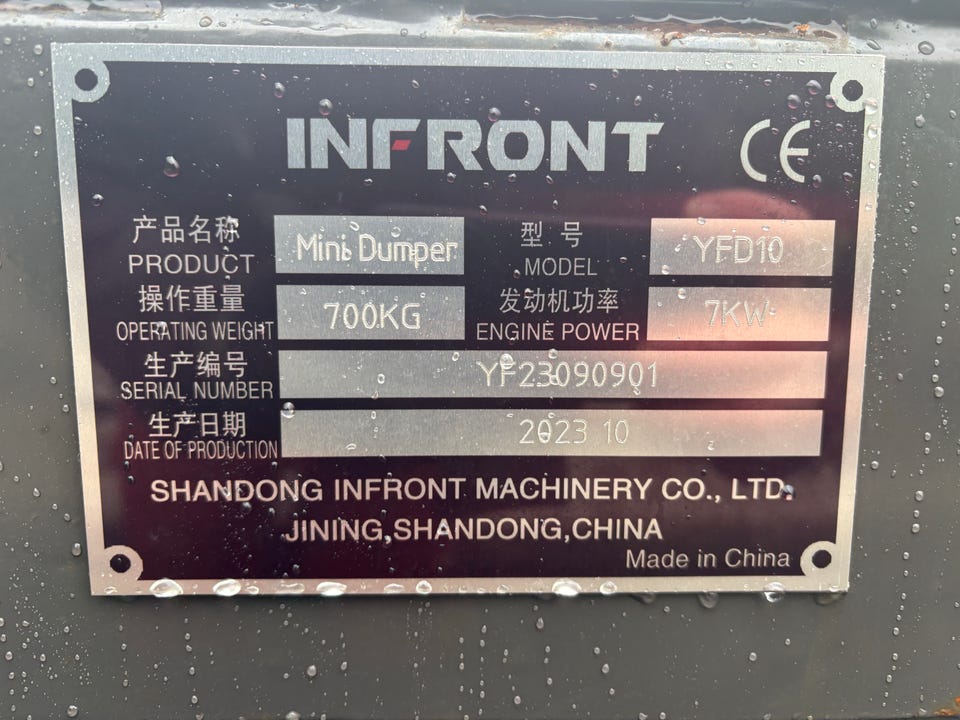 INFRONT CE
产品名称 Mini Dumper 型号 YFD10
PRODUCT MODEL
操作重量 700KG 发动机功率 7KW
OPERATING WEIGHT ENGINE POWER
生产编号 YF23090901
SERIAL NUMBER
生产日期 2023 10
DATE OF PRODUCTION
SHANDONG INFRONT MACHINERY CO., LTD.
JINING,SHANDONG,CHINA
Made in China